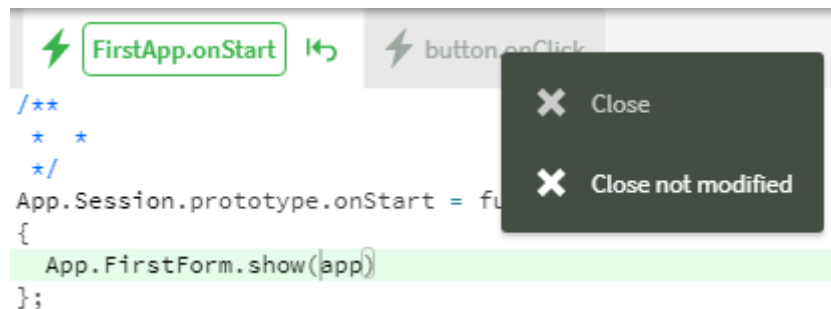 FirstApp.onStart button.onClick
/**
 *  *
 */
App.Session.prototype.onStart = fu
{
  App.FirstForm.show(app)
};
Close
Close not modified